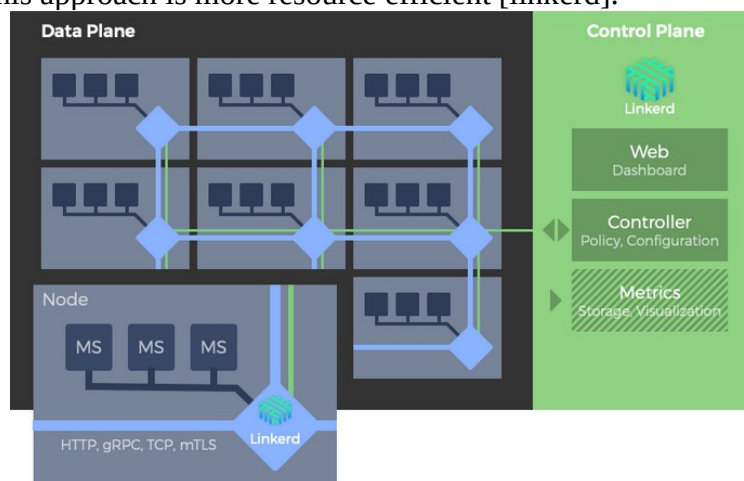 his approach is more resource-efficient [linkerd].
Data Plane
Control Plane
Linkerd
Web
Dashboard
Controller
Policy, Configuration
Metrics
Storage, Visualization
Node
MS MS MS
Linkerd
HTTP, gRPC, TCP, mTLS